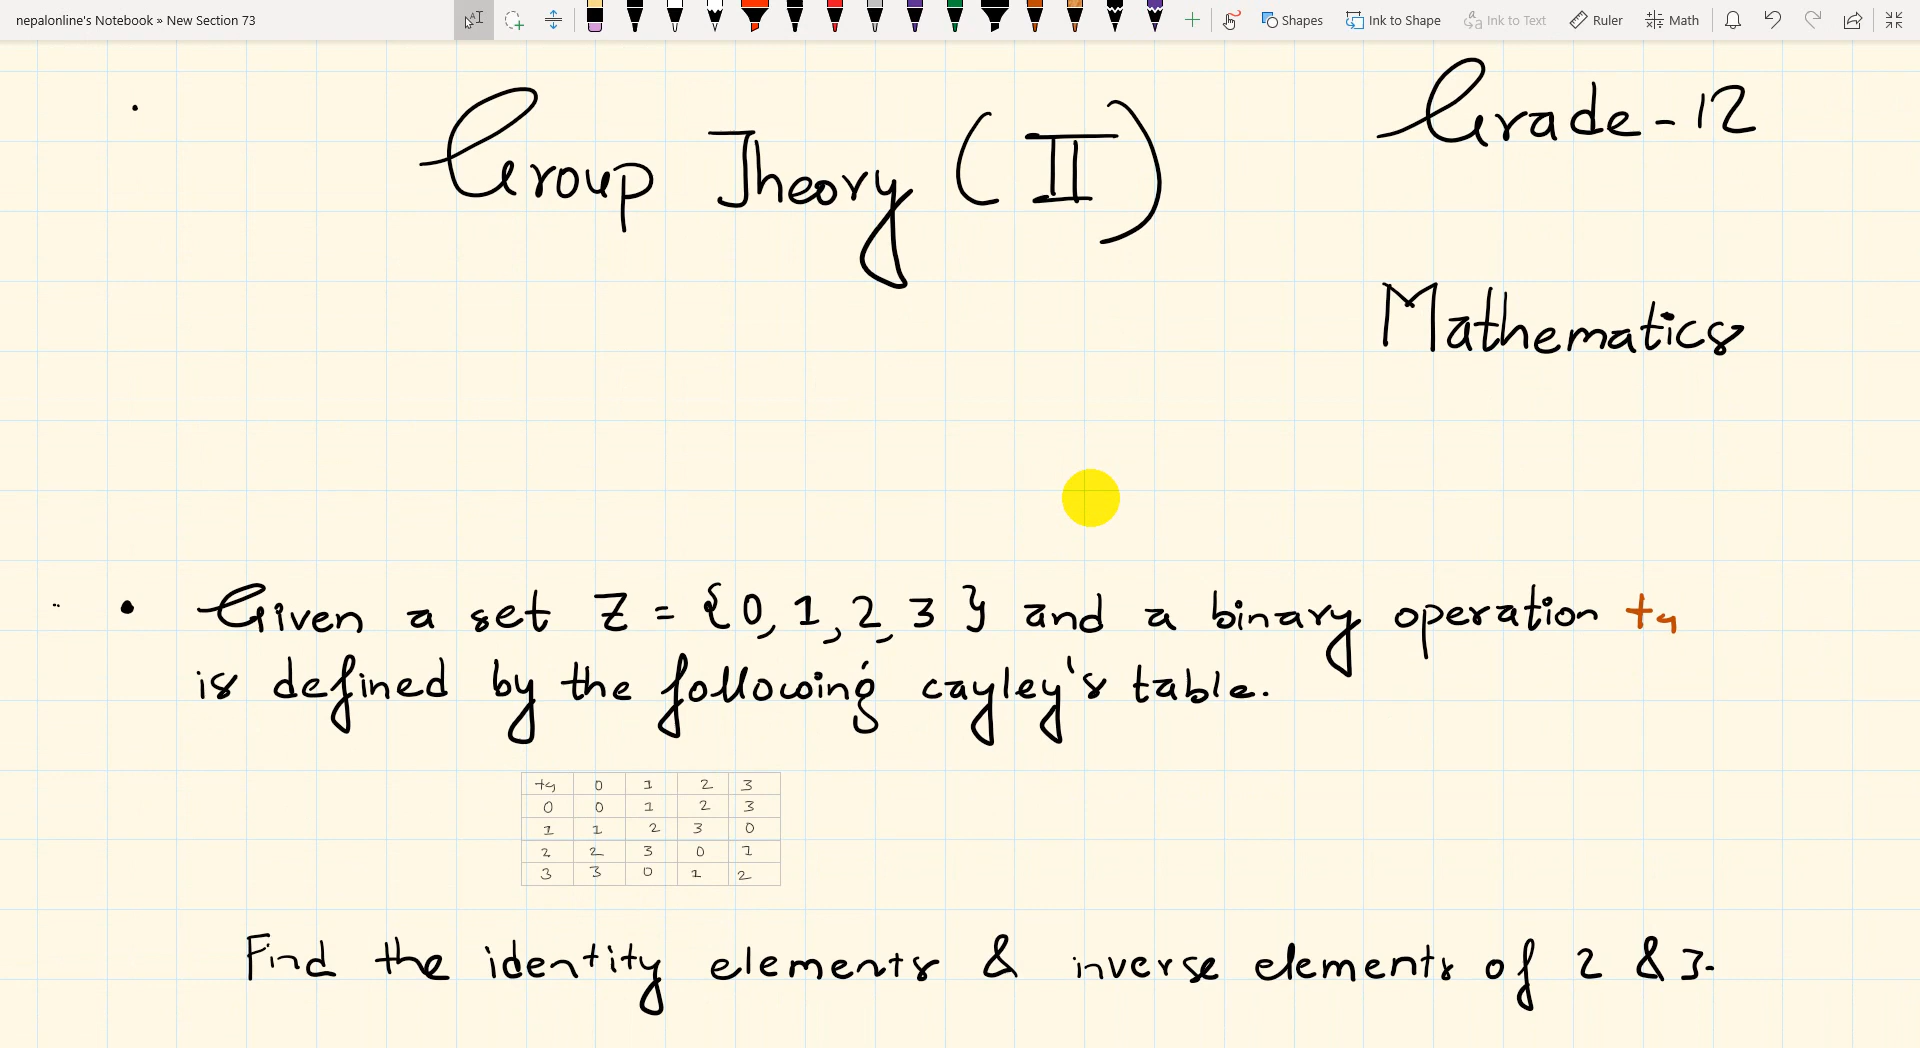 nepalonline's Notebook » New Section 73
Shapes Ink to Shape Ink to Text Ruler Math
Group Theory (II)
Grade-12
Mathematics
• Given a set Z = {0, 1, 2, 3} and a binary operation +4
is defined by the following cayley's table.
+4 0 1 2 3
0 0 1 2 3
1 1 2 3 0
2 2 3 0 1
3 3 0 1 2
Find the identity elements & inverse elements of 2 & 3.